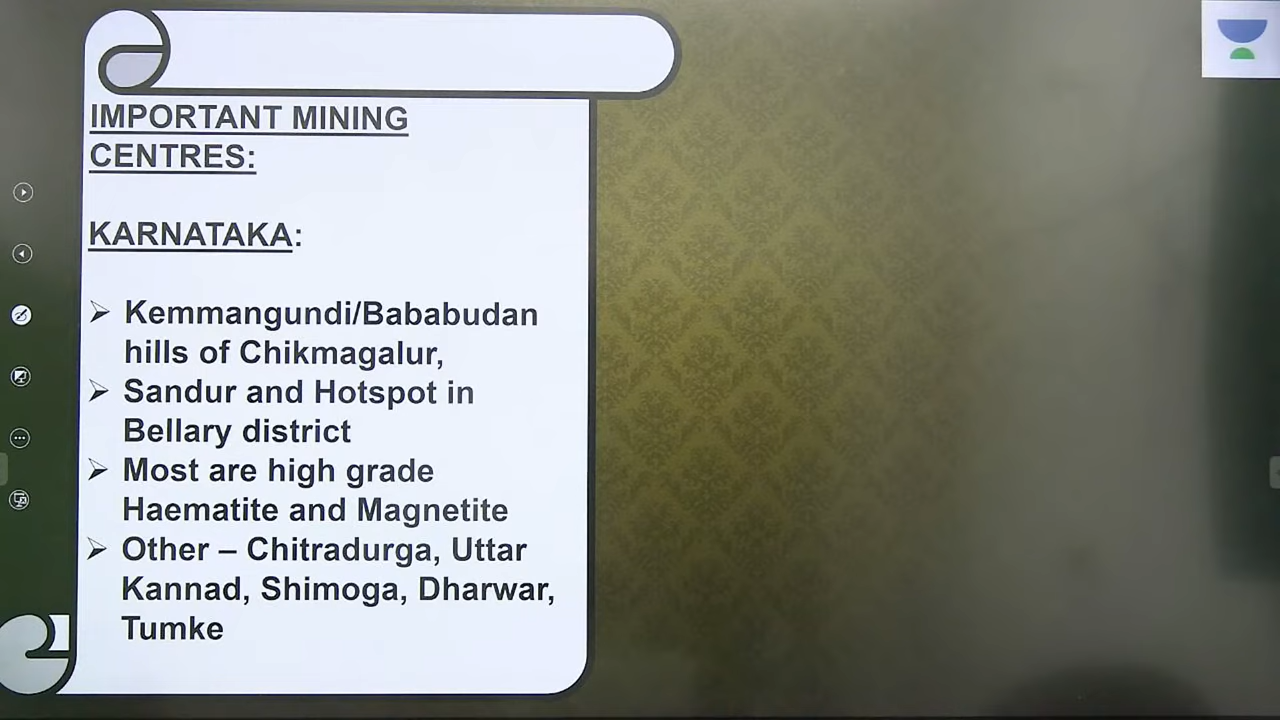 IMPORTANT MINING
CENTRES:
KARNATAKA:
➢ Kemmangundi/Bababudan
hills of Chikmagalur,
➢ Sandur and Hotspot in
Bellary district
➢ Most are high grade
Haematite and Magnetite
➢ Other – Chitradurga, Uttar
Kannad, Shimoga, Dharwar,
Tumke